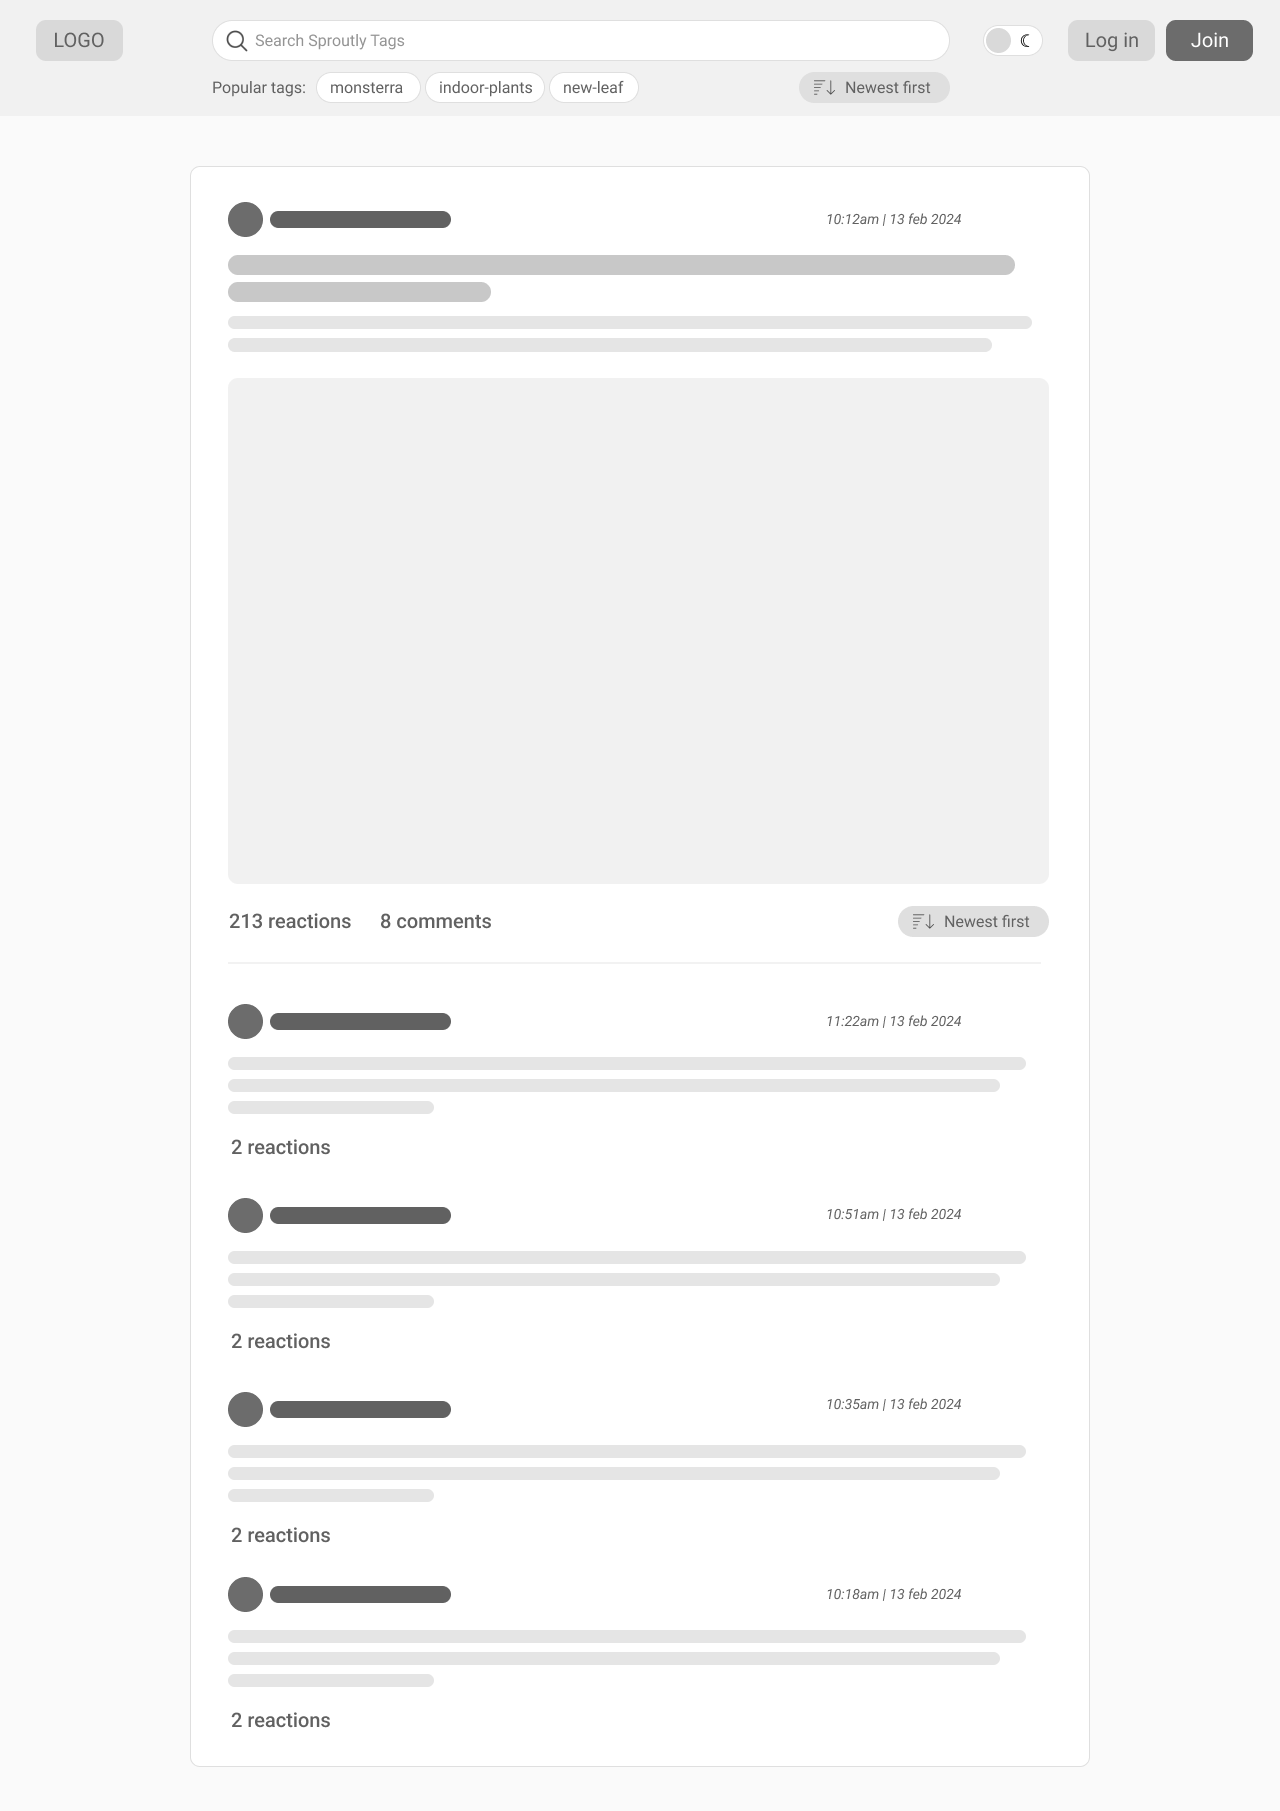 LOGO
Search Sproutly Tags
Log in
Join
Popular tags:
monsterra
indoor-plants
new-leaf
Newest first
10:12am | 13 feb 2024
213 reactions
8 comments
Newest first
11:22am | 13 feb 2024
2 reactions
10:51am | 13 feb 2024
2 reactions
10:35am | 13 feb 2024
2 reactions
10:18am | 13 feb 2024
2 reactions